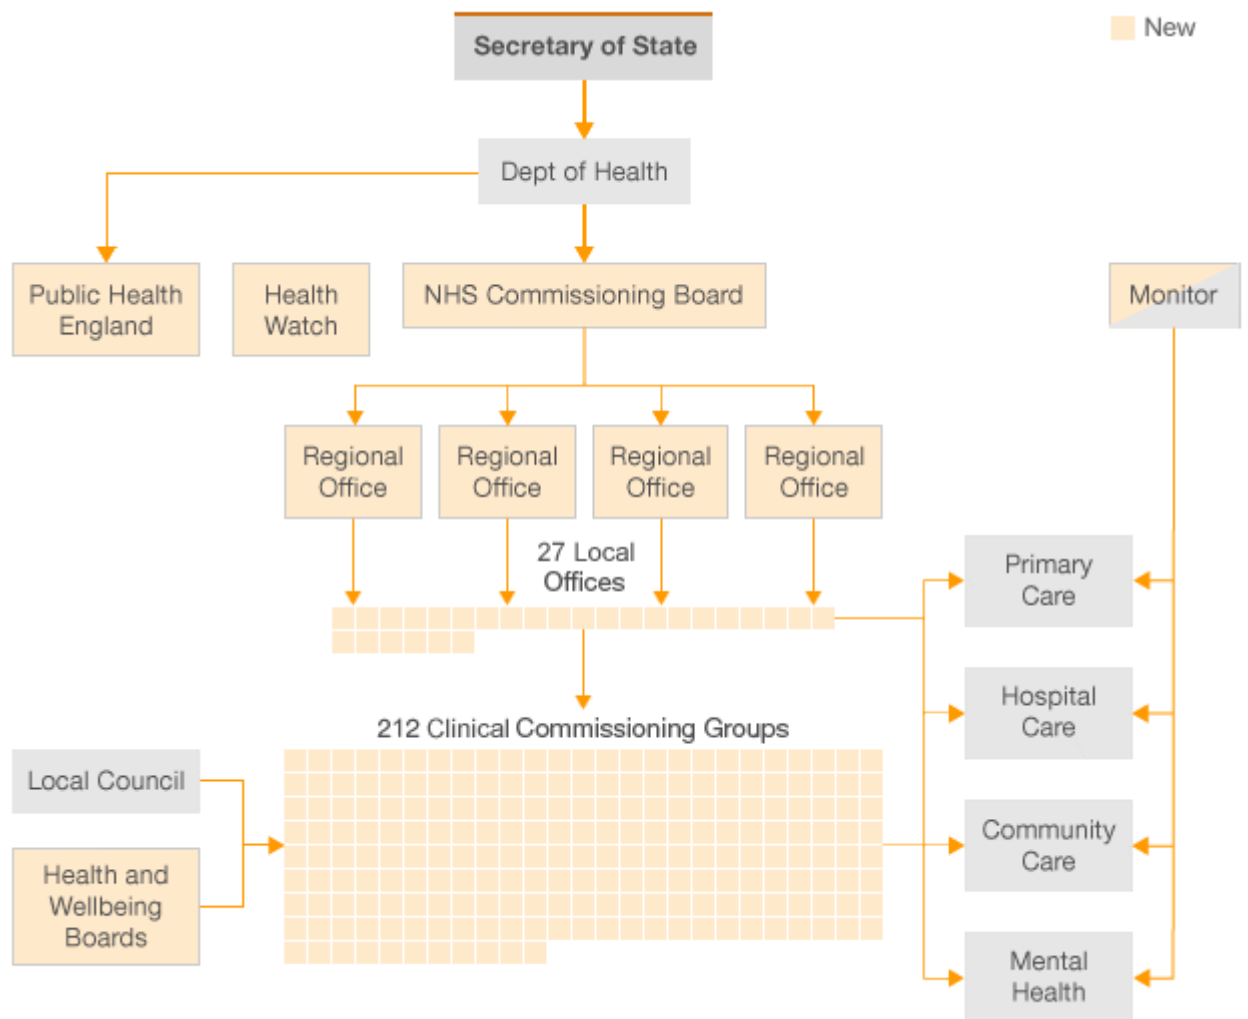 Secretary of State
New
Dept of Health
Public Health
England
Health
Watch
NHS Commissioning Board
Monitor
Regional
Office
Regional
Office
Regional
Office
Regional
Office
27 Local
Offices
Primary
Care
Hospital
Care
212 Clinical Commissioning Groups
Local Council
Community
Care
Health and
Wellbeing
Boards
Mental
Health